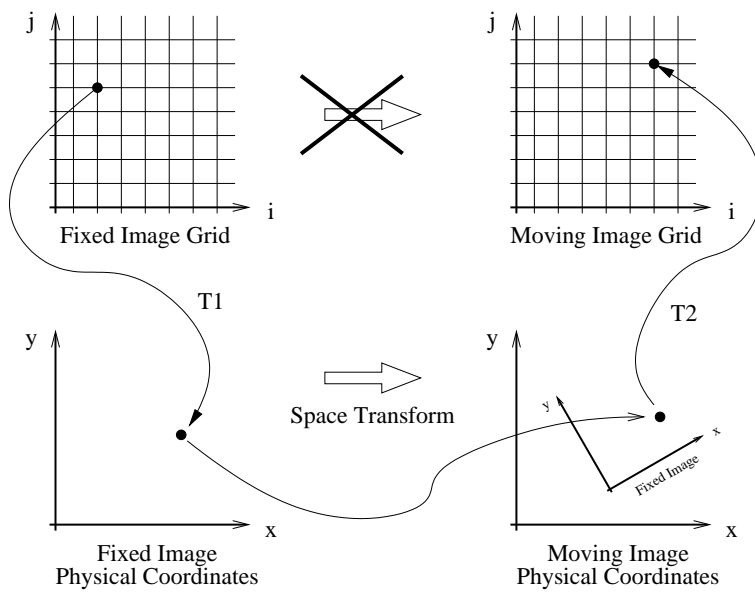 j
i
Fixed Image Grid
j
i
Moving Image Grid
T1
T2
y
x
Fixed Image
Physical Coordinates
Space Transform
y
y
x
Fixed Image
x
Moving Image
Physical Coordinates